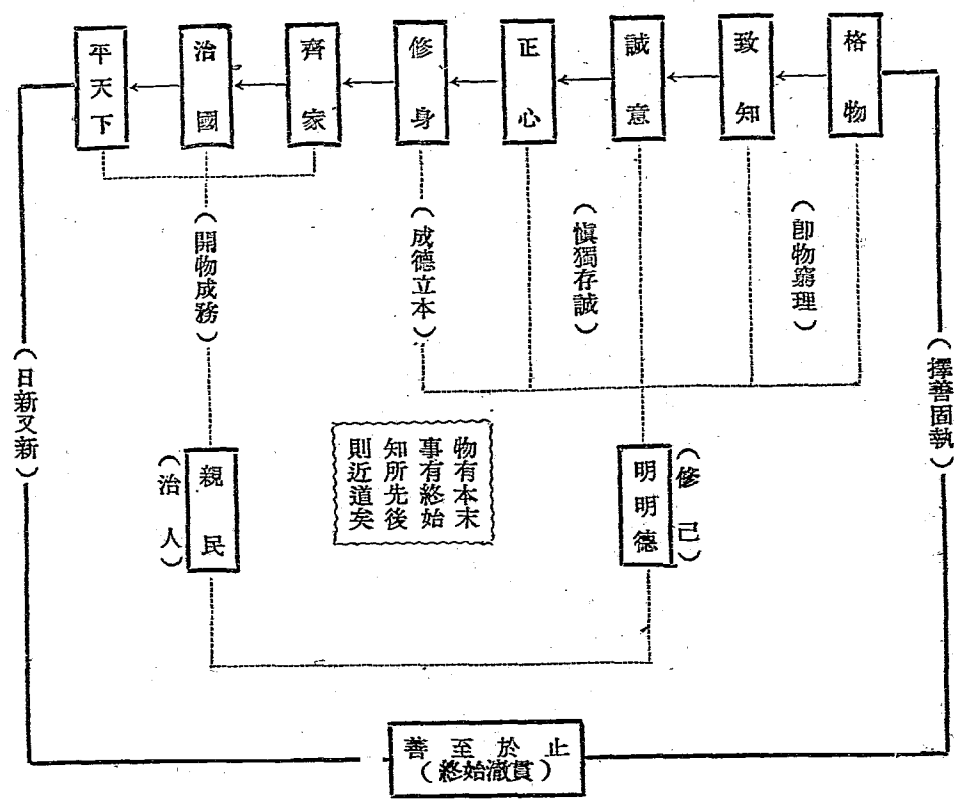 格物
致知
誠意
正心
修身
齊家
治國
平天下
（即物窮理）
（慎獨存誠）
（成德立本）
（開物成務）
（擇善固執）
（日新又新）
明明德
（修己）
物有本末
事有終始
知所先後
則近道矣
親民
（治人）
止於至善
（貫澈始終）